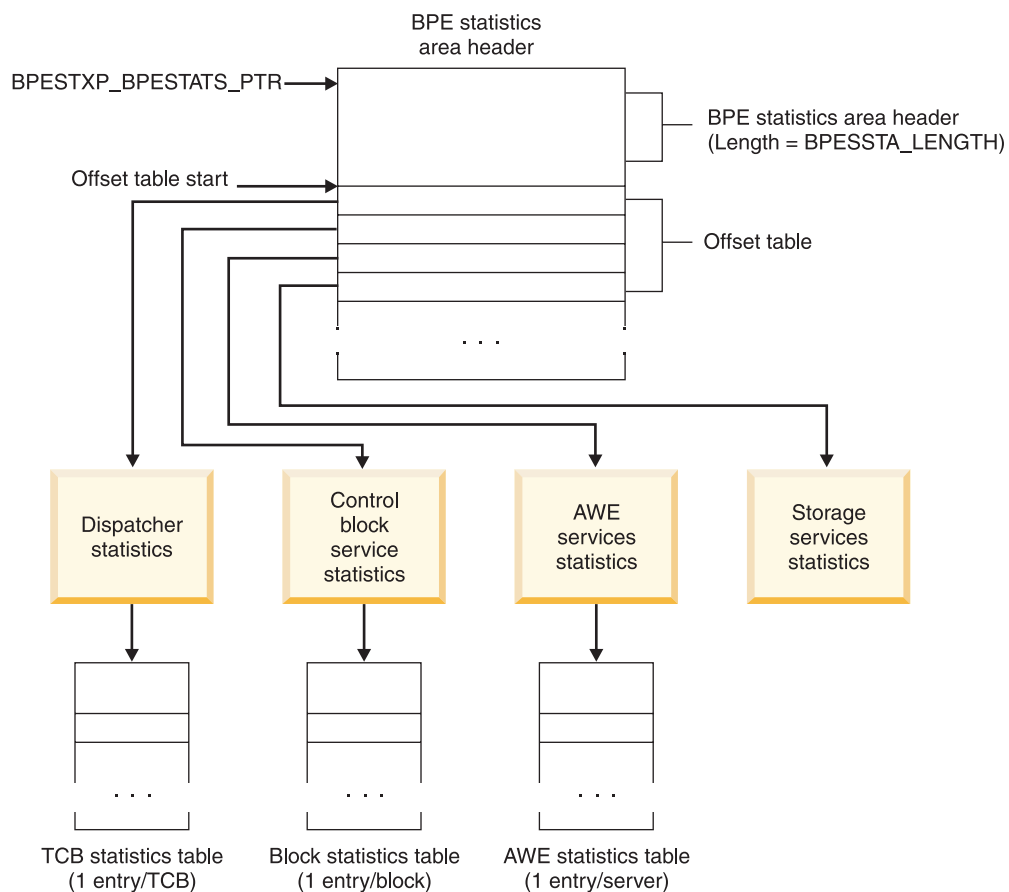 BPE statistics
area header
BPESTXP_BPESTATS_PTR
BPE statistics area header
(Length = BPESSTA_LENGTH)
Offset table start
Offset table
. . .
Dispatcher
statistics
Control
block
service
statistics
AWE
services
statistics
Storage
services
statistics
. . .
. . .
. . .
TCB statistics table
(1 entry/TCB)
Block statistics table
(1 entry/block)
AWE statistics table
(1 entry/server)